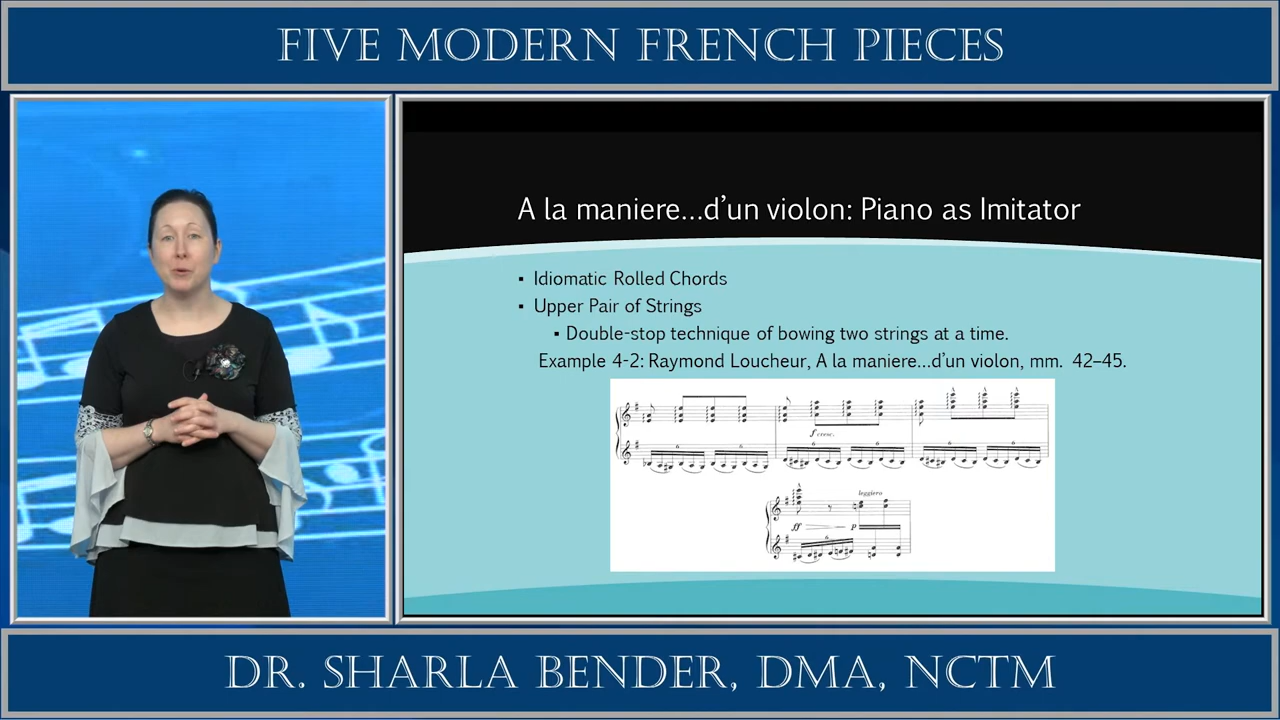 FIVE MODERN FRENCH PIECES
A la maniere...d’un violon: Piano as Imitator
▪ Idiomatic Rolled Chords
▪ Upper Pair of Strings
▪ Double-stop technique of bowing two strings at a time.
Example 4-2: Raymond Loucheur, A la maniere...d’un violon, mm. 42–45.
f cresc.
leggiero
ff p
DR. SHARLA BENDER, DMA, NCTM